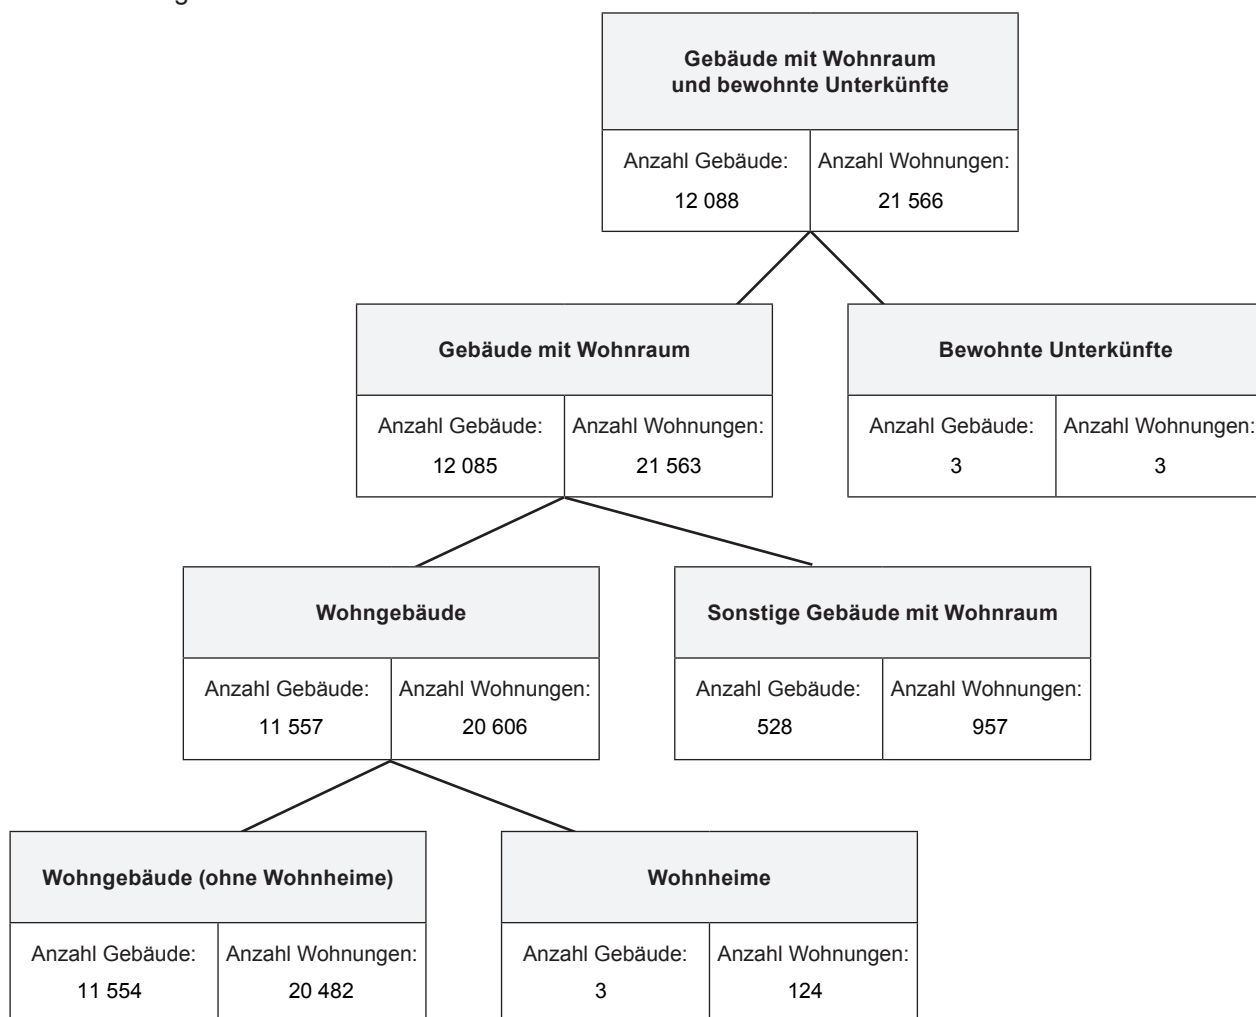 Gebäude mit Wohnraum
und bewohnte Unterkünfte
Anzahl Gebäude: Anzahl Wohnungen:
12 088 21 566
Gebäude mit Wohnraum
Anzahl Gebäude: Anzahl Wohnungen:
12 085 21 563
Bewohnte Unterkünfte
Anzahl Gebäude: Anzahl Wohnungen:
3 3
Wohngebäude
Anzahl Gebäude: Anzahl Wohnungen:
11 557 20 606
Sonstige Gebäude mit Wohnraum
Anzahl Gebäude: Anzahl Wohnungen:
528 957
Wohngebäude (ohne Wohnheime)
Anzahl Gebäude: Anzahl Wohnungen:
11 554 20 482
Wohnheime
Anzahl Gebäude: Anzahl Wohnungen:
3 124